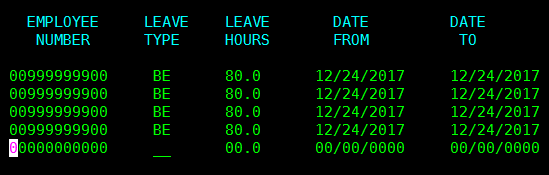 EMPLOYEE LEAVE LEAVE DATE DATE
NUMBER TYPE HOURS FROM TO
00999999900 BE 80.0 12/24/2017 12/24/2017
00999999900 BE 80.0 12/24/2017 12/24/2017
00999999900 BE 80.0 12/24/2017 12/24/2017
00999999900 BE 80.0 12/24/2017 12/24/2017
00000000000 __ 00.0 00/00/0000 00/00/0000